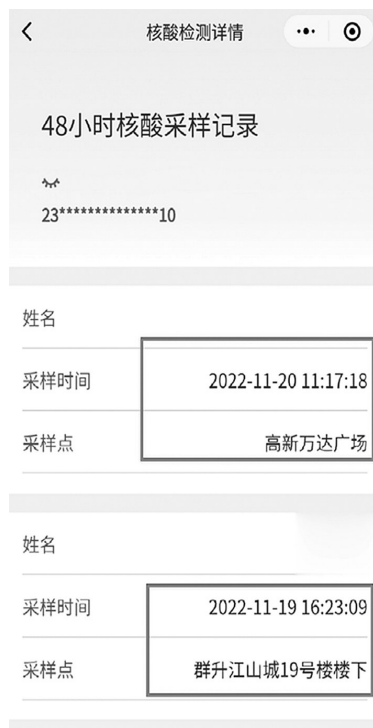 核酸检测详情
48小时核酸采样记录
23**************10
姓名
采样时间 2022-11-20 11:17:18
采样点 高新万达广场
姓名
采样时间 2022-11-19 16:23:09
采样点 群升江山城19号楼楼下